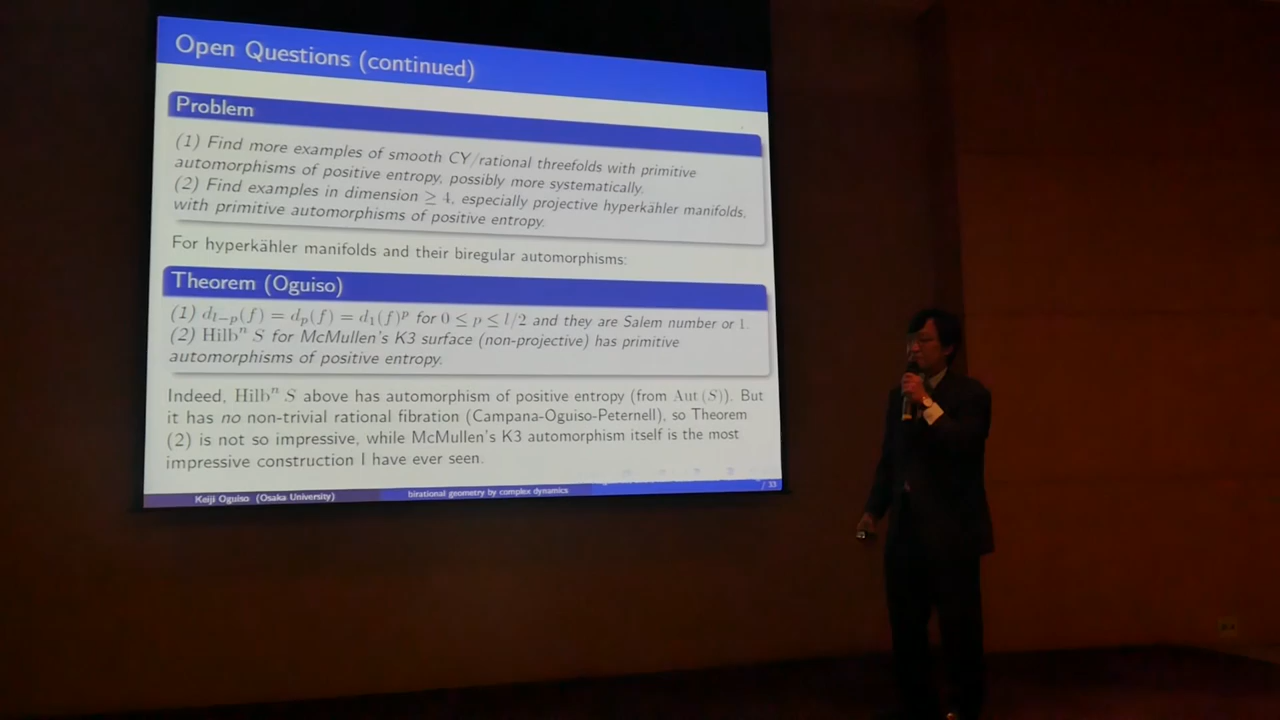 Open Questions (continued)
Problem
(1) Find more examples of smooth CY/rational threefolds with primitive
automorphisms of positive entropy, possibly more systematically.
(2) Find examples in dimension ≥ 4, especially projective hyperkähler manifolds,
with primitive automorphisms of positive entropy.
For hyperkähler manifolds and their biregular automorphisms:
Theorem (Oguiso)
(1) d_{l−p}(f) = d_p(f) = d_1(f)^p for 0 ≤ p ≤ l/2 and they are Salem number or 1.
(2) Hilb^n S for McMullen's K3 surface (non-projective) has primitive
automorphisms of positive entropy.
Indeed, Hilb^n S above has automorphism of positive entropy (from Aut (S)). But
it has no non-trivial rational fibration (Campana-Oguiso-Peternell), so Theorem
(2) is not so impressive, while McMullen's K3 automorphism itself is the most
impressive construction I have ever seen.
Keiji Oguiso (Osaka University) birational geometry by complex dynamics / 33